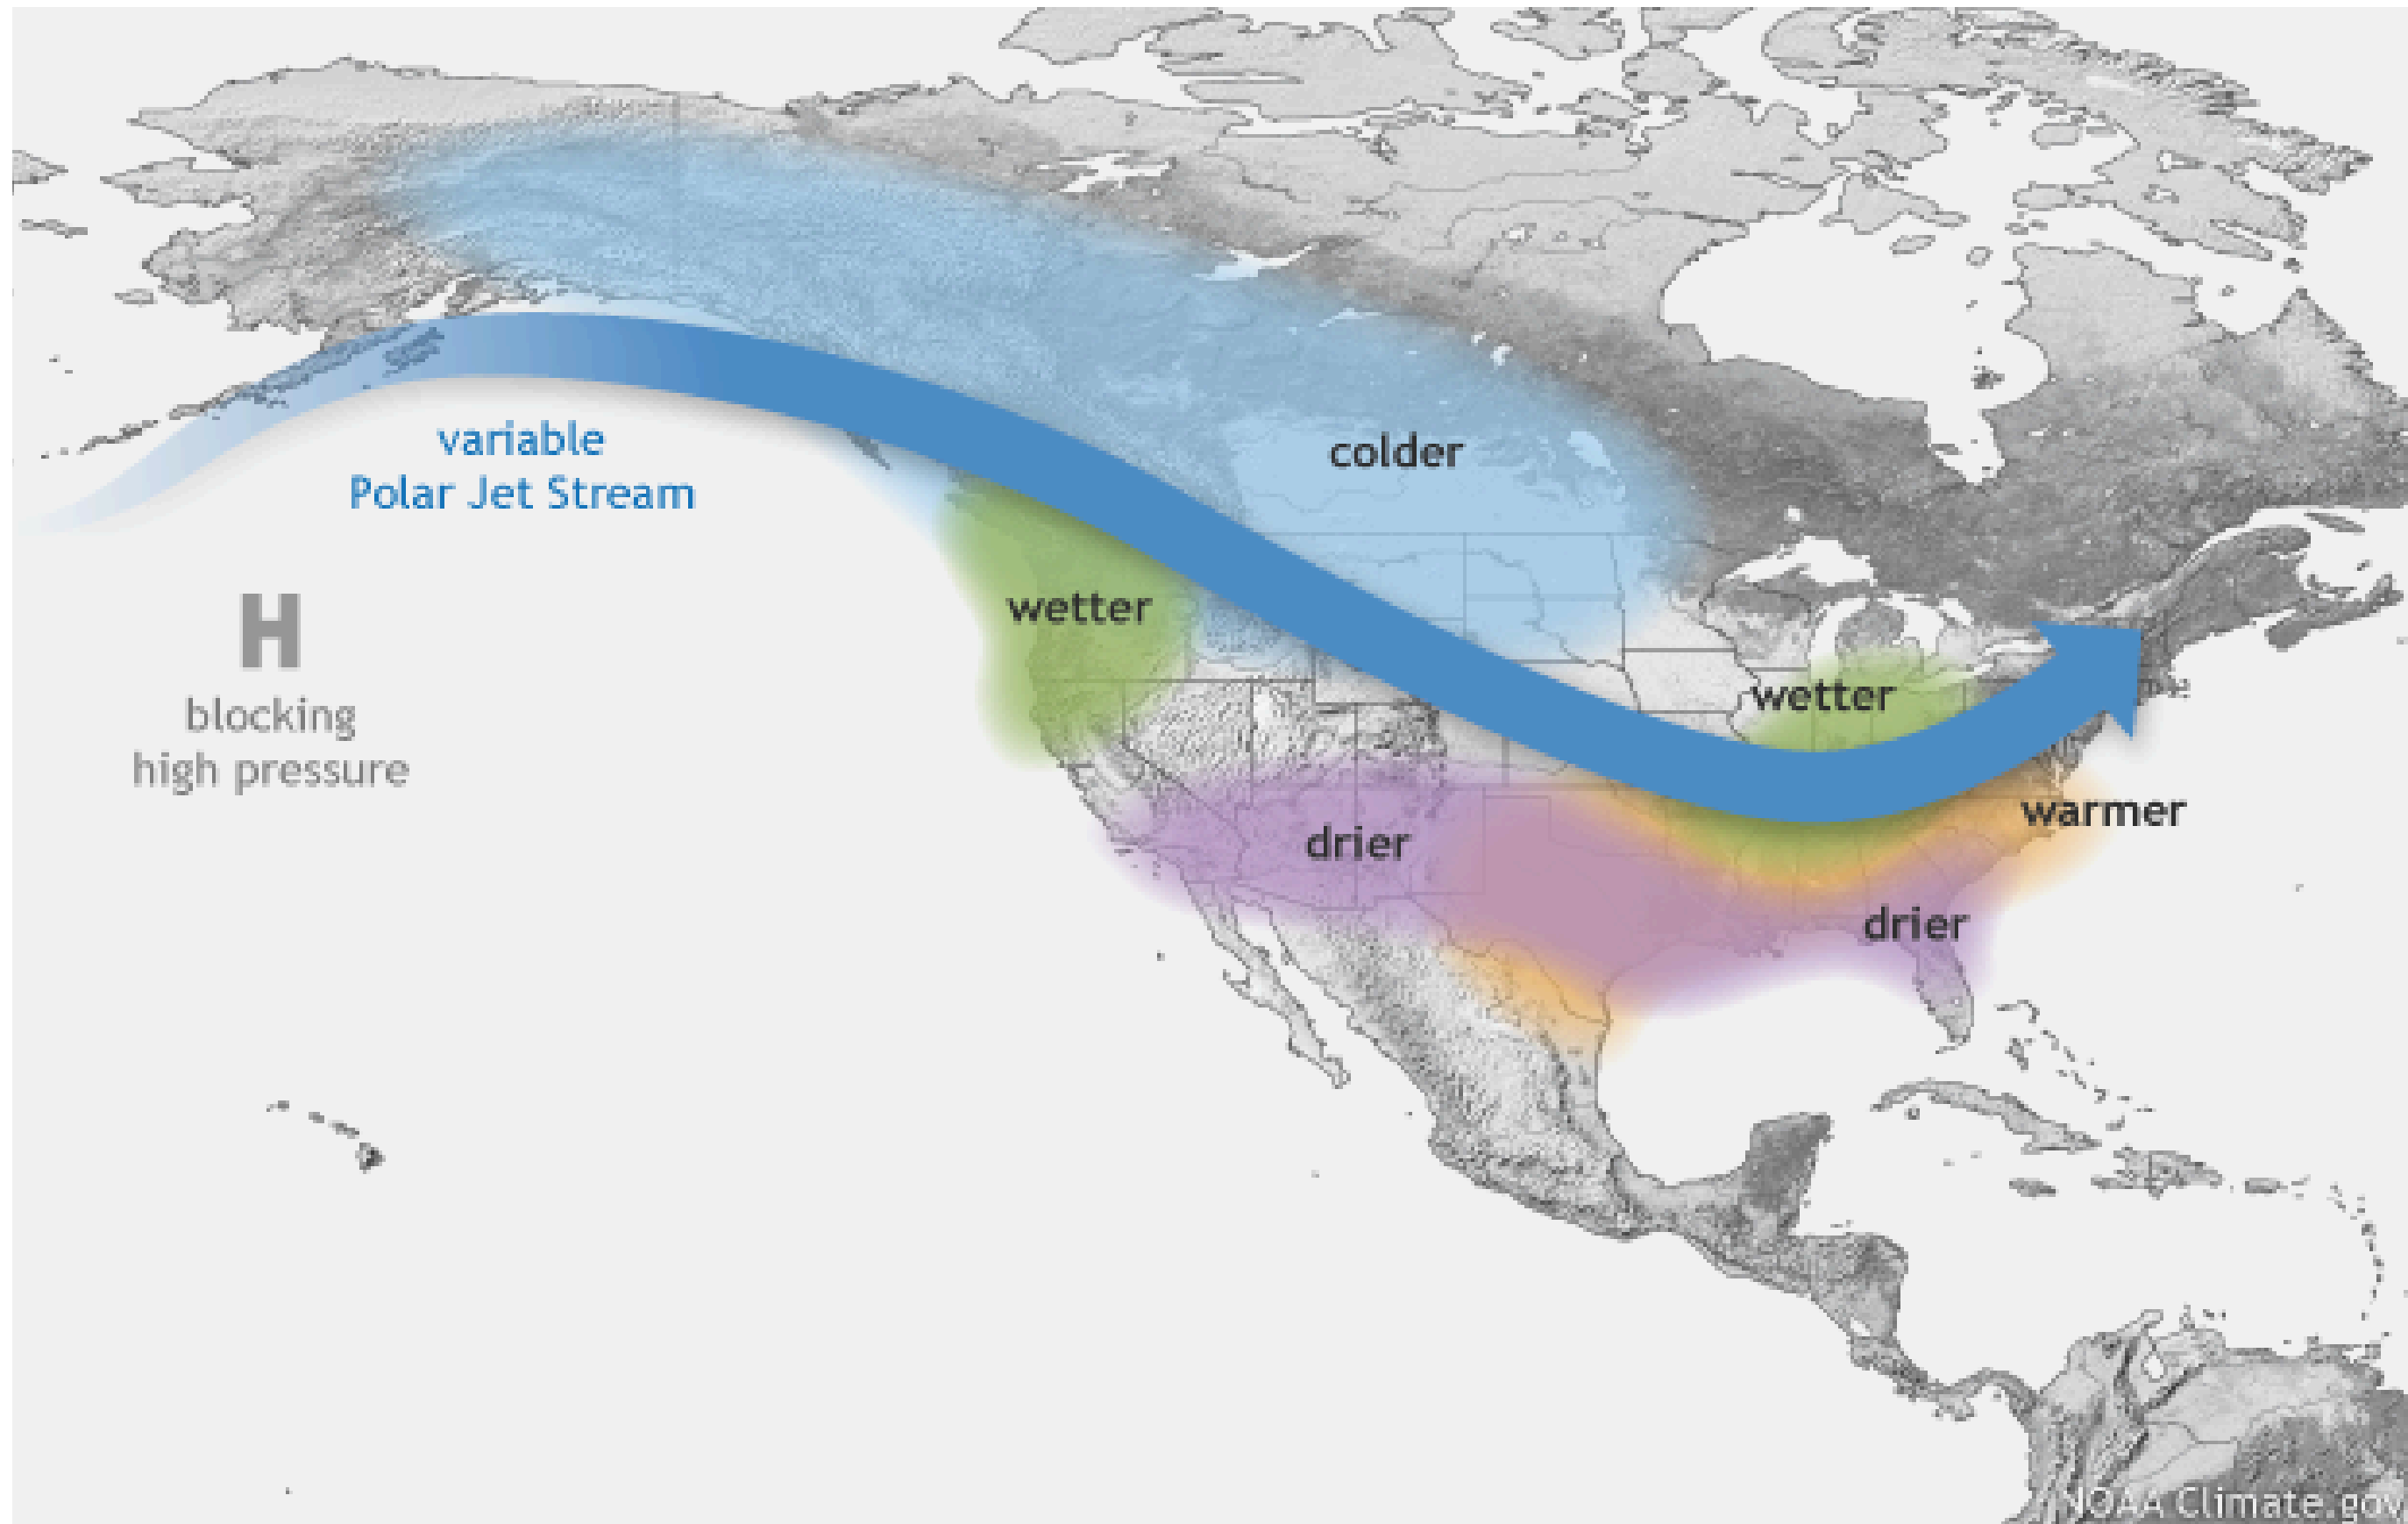 variable
Polar Jet Stream
colder
H
blocking
high pressure
wetter
wetter
warmer
drier
drier
NOAA Climate.gov